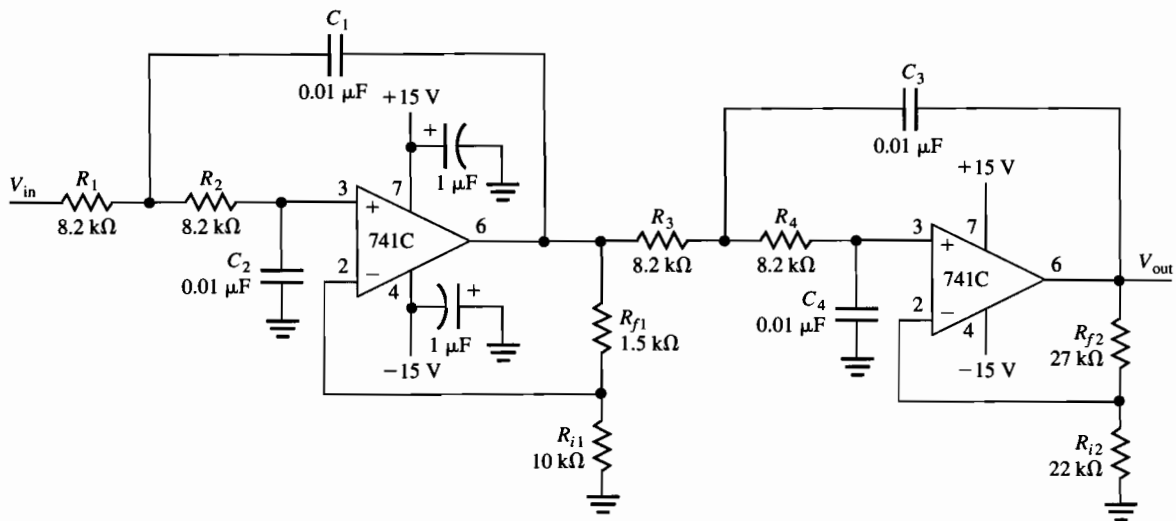 C1
0.01 µF
+15 V
+
1 µF
Vin
R1
8.2 kΩ
R2
8.2 kΩ
C2
0.01 µF
3
+
7
741C
6
2
−
4
+
1 µF
−15 V
Rf1
1.5 kΩ
Ri1
10 kΩ
C3
0.01 µF
+15 V
R3
8.2 kΩ
R4
8.2 kΩ
C4
0.01 µF
3
+
7
741C
6
2
−
4
−15 V
Vout
Rf2
27 kΩ
Ri2
22 kΩ